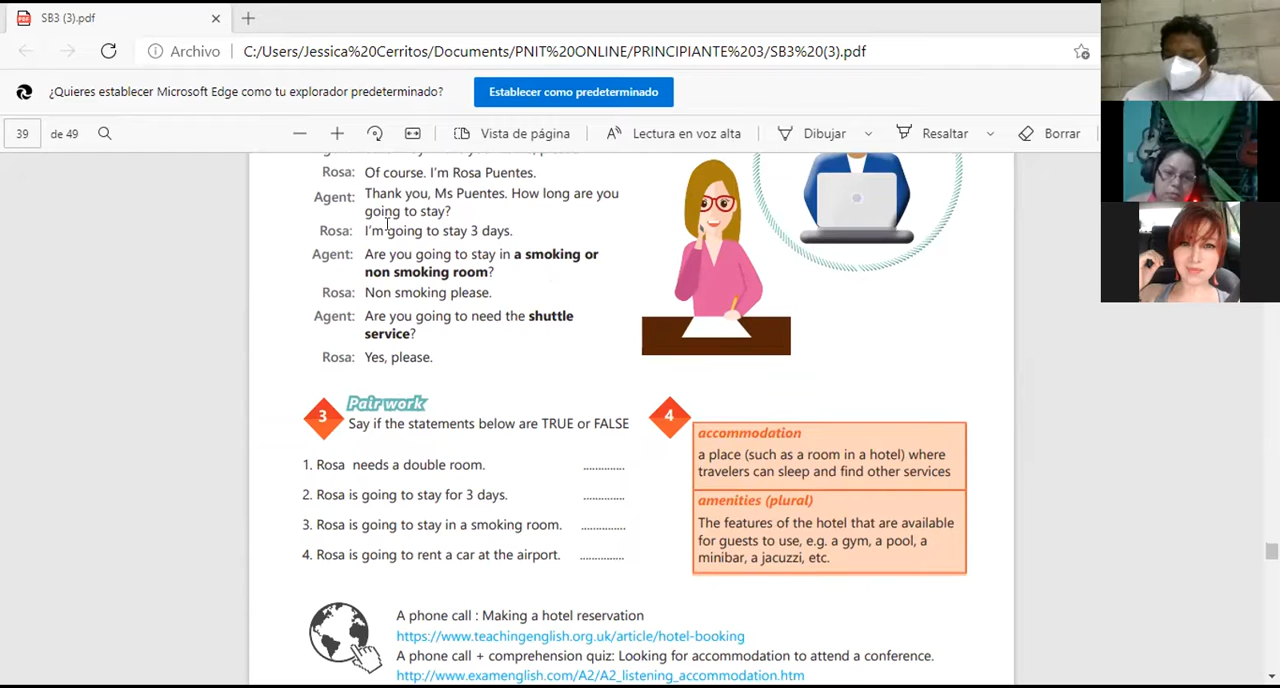 SB3 (3).pdf
Archivo
C:/Users/Jessica%20Cerritos/Documents/PNIT%20ONLINE/PRINCIPIANTE%203/SB3%20(3).pdf
¿Quieres establecer Microsoft Edge como tu explorador predeterminado?
Establecer como predeterminado
39 de 49
Vista de página
Lectura en voz alta
Dibujar
Resaltar
Borrar
Rosa: Of course. I'm Rosa Puentes.
Agent: Thank you, Ms Puentes. How long are you
going to stay?
Rosa: I'm going to stay 3 days.
Agent: Are you going to stay in a smoking or
non smoking room?
Rosa: Non smoking please.
Agent: Are you going to need the shuttle
service?
Rosa: Yes, please.
3 Pair work
Say if the statements below are TRUE or FALSE
1. Rosa needs a double room. .............
2. Rosa is going to stay for 3 days. .............
3. Rosa is going to stay in a smoking room. .............
4. Rosa is going to rent a car at the airport. .............
4
accommodation
a place (such as a room in a hotel) where
travelers can sleep and find other services
amenities (plural)
The features of the hotel that are available
for guests to use, e.g. a gym, a pool, a
minibar, a jacuzzi, etc.
A phone call : Making a hotel reservation
https://www.teachingenglish.org.uk/article/hotel-booking
A phone call + comprehension quiz: Looking for accommodation to attend a conference.
http://www.examenglish.com/A2/A2_listening_accommodation.htm